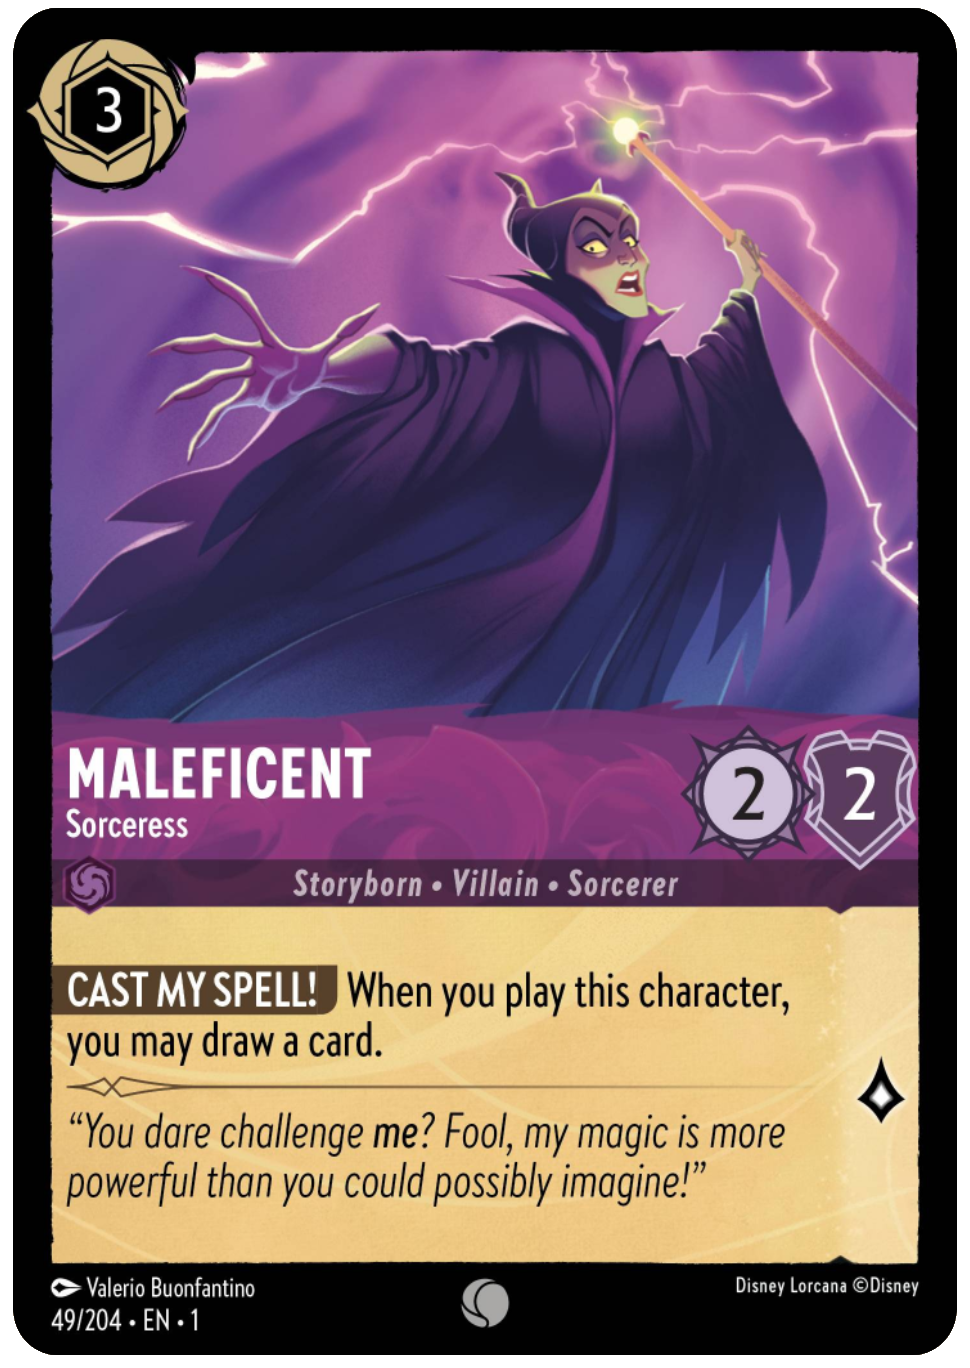 3
MALEFICENT
Sorceress
2 2
Storyborn • Villain • Sorcerer
CAST MY SPELL! When you play this character,
you may draw a card.
“You dare challenge me? Fool, my magic is more
powerful than you could possibly imagine!”
Valerio Buonfantino
Disney Lorcana ©Disney
49/204 • EN • 1